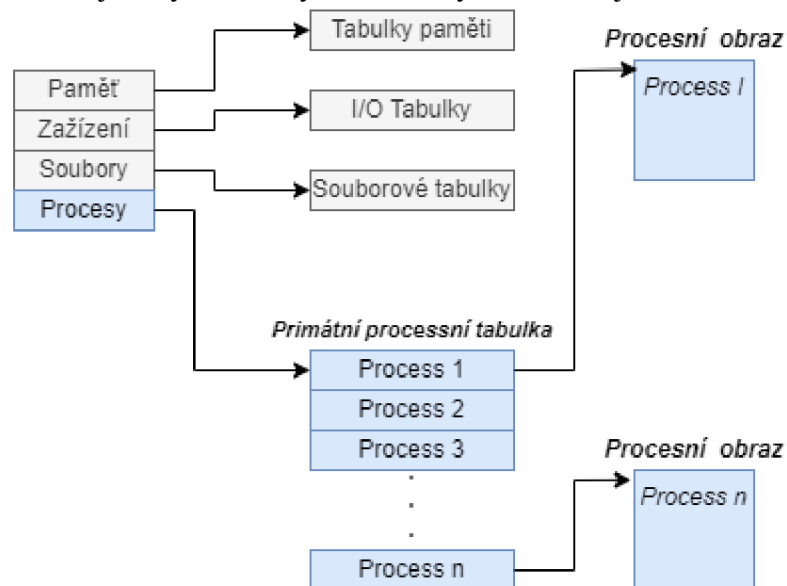 Tabulky paměti
Procesní obraz
Process I
Paměť
Zažízení
Soubory
Procesy
I/O Tabulky
Souborové tabulky
Primátní processní tabulka
Process 1
Process 2
Process 3
.
.
.
Process n
Procesní obraz
Process n